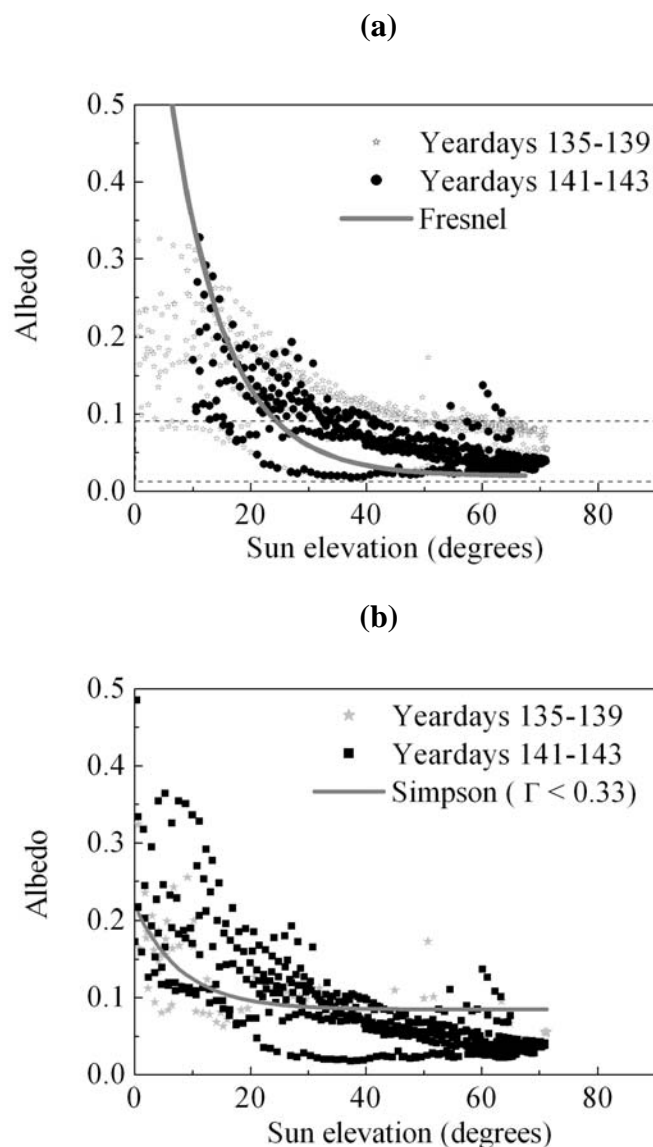 (a)
0.5
0.4
0.3
0.2
0.1
0.0
Albedo
Yeardays 135-139
Yeardays 141-143
Fresnel
0 20 40 60 80
Sun elevation (degrees)
(b)
0.5
0.4
0.3
0.2
0.1
0.0
Albedo
Yeardays 135-139
Yeardays 141-143
Simpson ( Γ < 0.33)
0 20 40 60 80
Sun elevation (degrees)